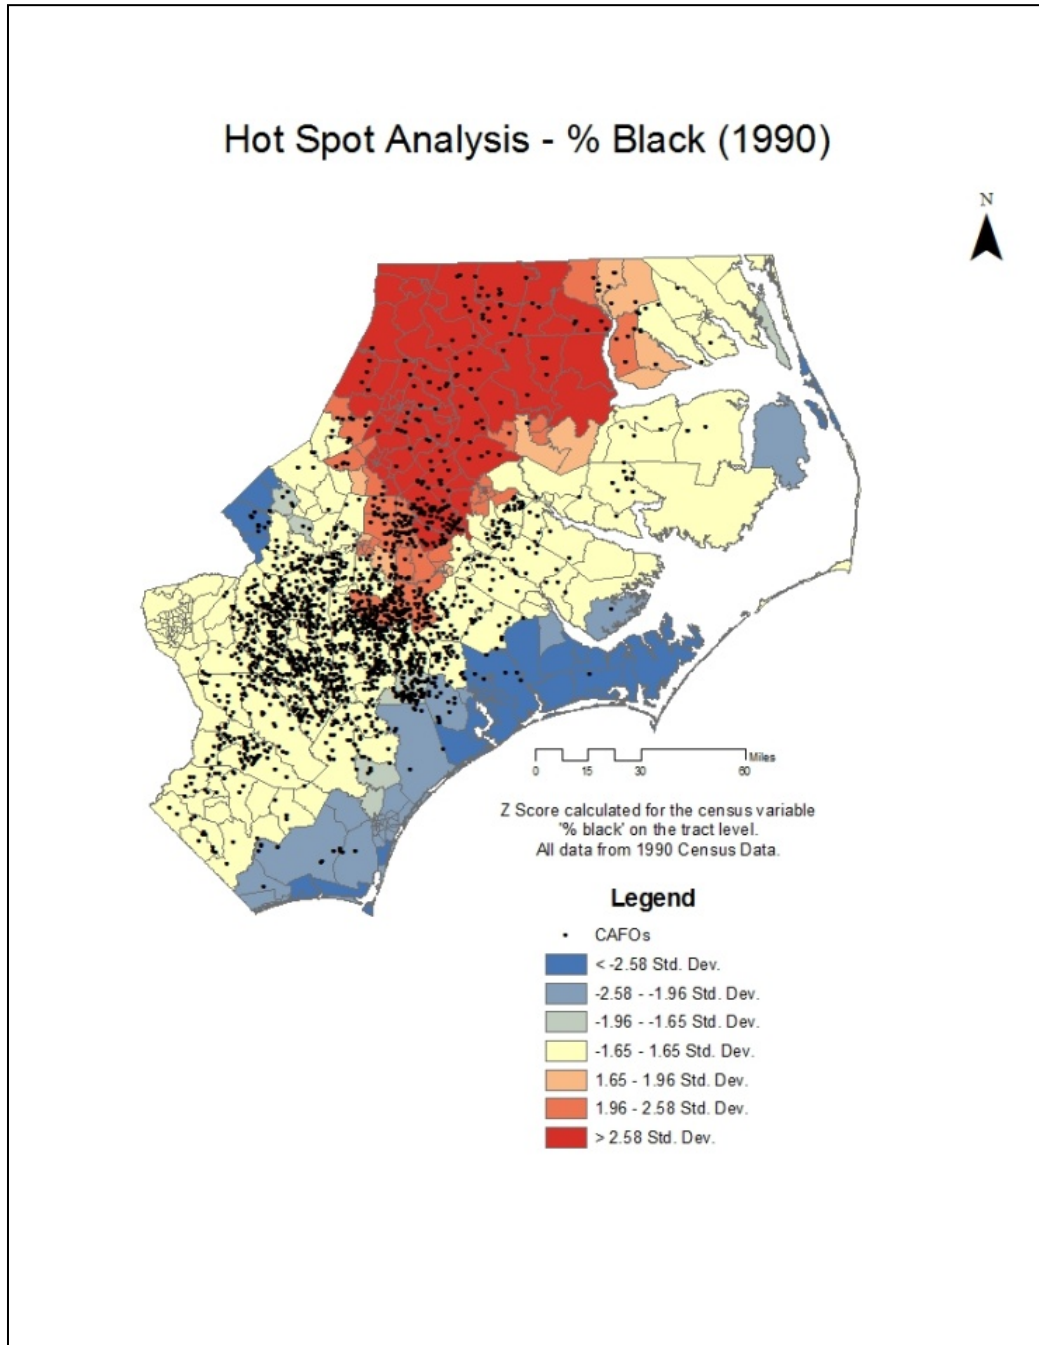 Hot Spot Analysis - % Black (1990)
N
Miles
0 15 30 60
Z Score calculated for the census variable
'% black' on the tract level.
All data from 1990 Census Data.
Legend
CAFOs
< -2.58 Std. Dev.
-2.58 - -1.96 Std. Dev.
-1.96 - -1.65 Std. Dev.
-1.65 - 1.65 Std. Dev.
1.65 - 1.96 Std. Dev.
1.96 - 2.58 Std. Dev.
> 2.58 Std. Dev.